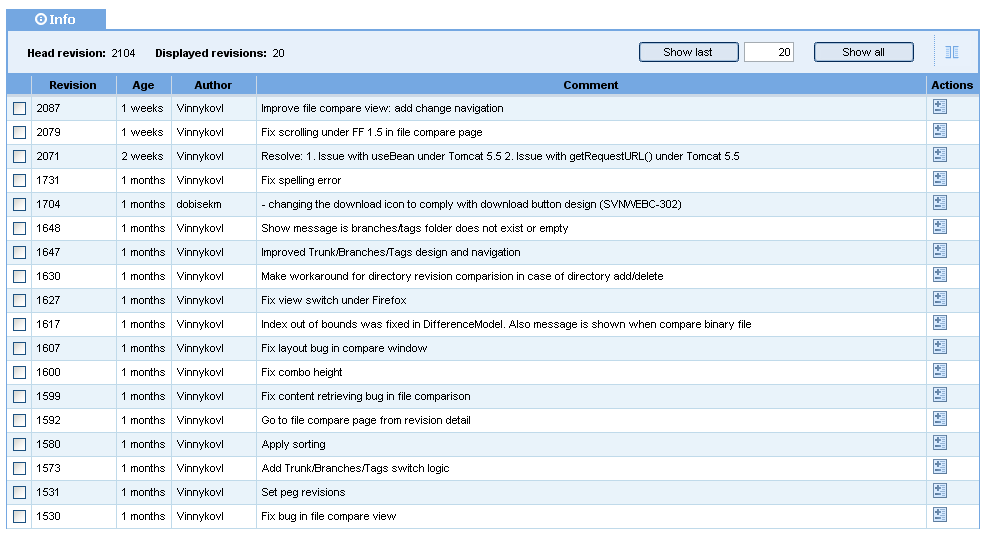 Info
Head revision: 2104 Displayed revisions: 20 Show last 20 Show all
Revision Age Author Comment Actions
2087 1 weeks Vinnykovl Improve file compare view: add change navigation
2079 1 weeks Vinnykovl Fix scrolling under FF 1.5 in file compare page
2071 2 weeks Vinnykovl Resolve: 1. Issue with useBean under Tomcat 5.5 2. Issue with getRequestURL() under Tomcat 5.5
1731 1 months Vinnykovl Fix spelling error
1704 1 months dobisekm - changing the download icon to comply with download button design (SVNWEBC-302)
1648 1 months Vinnykovl Show message is branches/tags folder does not exist or empty
1647 1 months Vinnykovl Improved Trunk/Branches/Tags design and navigation
1630 1 months Vinnykovl Make workaround for directory revision comparision in case of directory add/delete
1627 1 months Vinnykovl Fix view switch under Firefox
1617 1 months Vinnykovl Index out of bounds was fixed in DifferenceModel. Also message is shown when compare binary file
1607 1 months Vinnykovl Fix layout bug in compare window
1600 1 months Vinnykovl Fix combo height
1599 1 months Vinnykovl Fix content retrieving bug in file comparison
1592 1 months Vinnykovl Go to file compare page from revision detail
1580 1 months Vinnykovl Apply sorting
1573 1 months Vinnykovl Add Trunk/Branches/Tags switch logic
1531 1 months Vinnykovl Set peg revisions
1530 1 months Vinnykovl Fix bug in file compare view